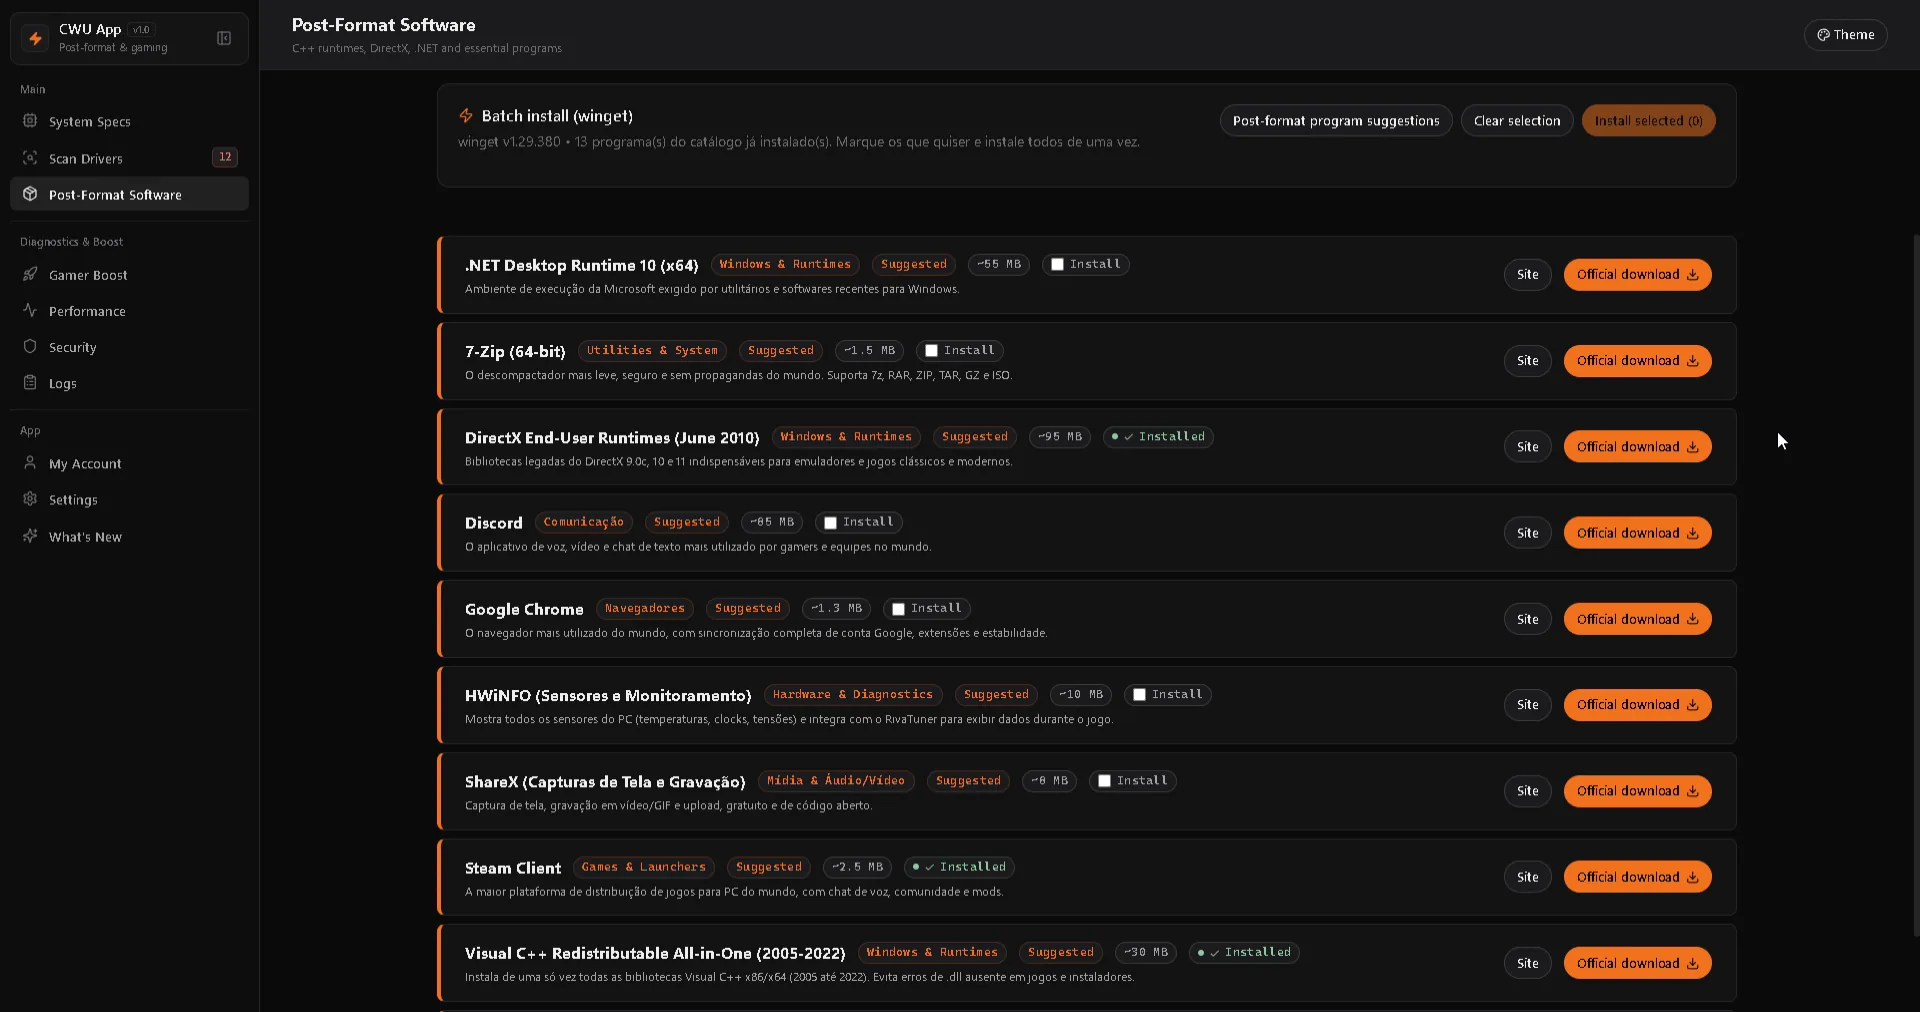 CWU App v1.0
Post-format & gaming
Main
System Specs
Scan Drivers 12
Post-Format Software
Diagnostics & Boost
Gamer Boost
Performance
Security
Logs
App
My Account
Settings
What's New
Post-Format Software
C++ runtimes, DirectX, .NET and essential programs
Theme
Batch install (winget)
winget v1.29.380 • 13 programa(s) do catálogo já instalado(s). Marque os que quiser e instale todos de uma vez.
Post-format program suggestions Clear selection Install selected (0)
.NET Desktop Runtime 10 (x64) Windows & Runtimes Suggested ~55 MB Install
Ambiente de execução da Microsoft exigido por utilitários e softwares recentes para Windows.
Site Official download
7-Zip (64-bit) Utilities & System Suggested ~1.5 MB Install
O descompactador mais leve, seguro e sem propagandas do mundo. Suporta 7z, RAR, ZIP, TAR, GZ e ISO.
Site Official download
DirectX End-User Runtimes (June 2010) Windows & Runtimes Suggested ~95 MB ✓ Installed
Bibliotecas legadas do DirectX 9.0c, 10 e 11 indispensáveis para emuladores e jogos clássicos e modernos.
Site Official download
Discord Comunicação Suggested ~85 MB Install
O aplicativo de voz, vídeo e chat de texto mais utilizado por gamers e equipes no mundo.
Site Official download
Google Chrome Navegadores Suggested ~1.3 MB Install
O navegador mais utilizado do mundo, com sincronização completa de conta Google, extensões e estabilidade.
Site Official download
HWiNFO (Sensores e Monitoramento) Hardware & Diagnostics Suggested ~10 MB Install
Mostra todos os sensores do PC (temperaturas, clocks, tensões) e integra com o RivaTuner para exibir dados durante o jogo.
Site Official download
ShareX (Capturas de Tela e Gravação) Mídia & Áudio/Vídeo Suggested ~8 MB Install
Captura de tela, gravação em vídeo/GIF e upload, gratuito e de código aberto.
Site Official download
Steam Client Games & Launchers Suggested ~2.5 MB ✓ Installed
A maior plataforma de distribuição de jogos para PC do mundo, com chat de voz, comunidade e mods.
Site Official download
Visual C++ Redistributable All-in-One (2005-2022) Windows & Runtimes Suggested ~30 MB ✓ Installed
Instala de uma só vez todas as bibliotecas Visual C++ x86/x64 (2005 até 2022). Evita erros de .dll ausente em jogos e instaladores.
Site Official download